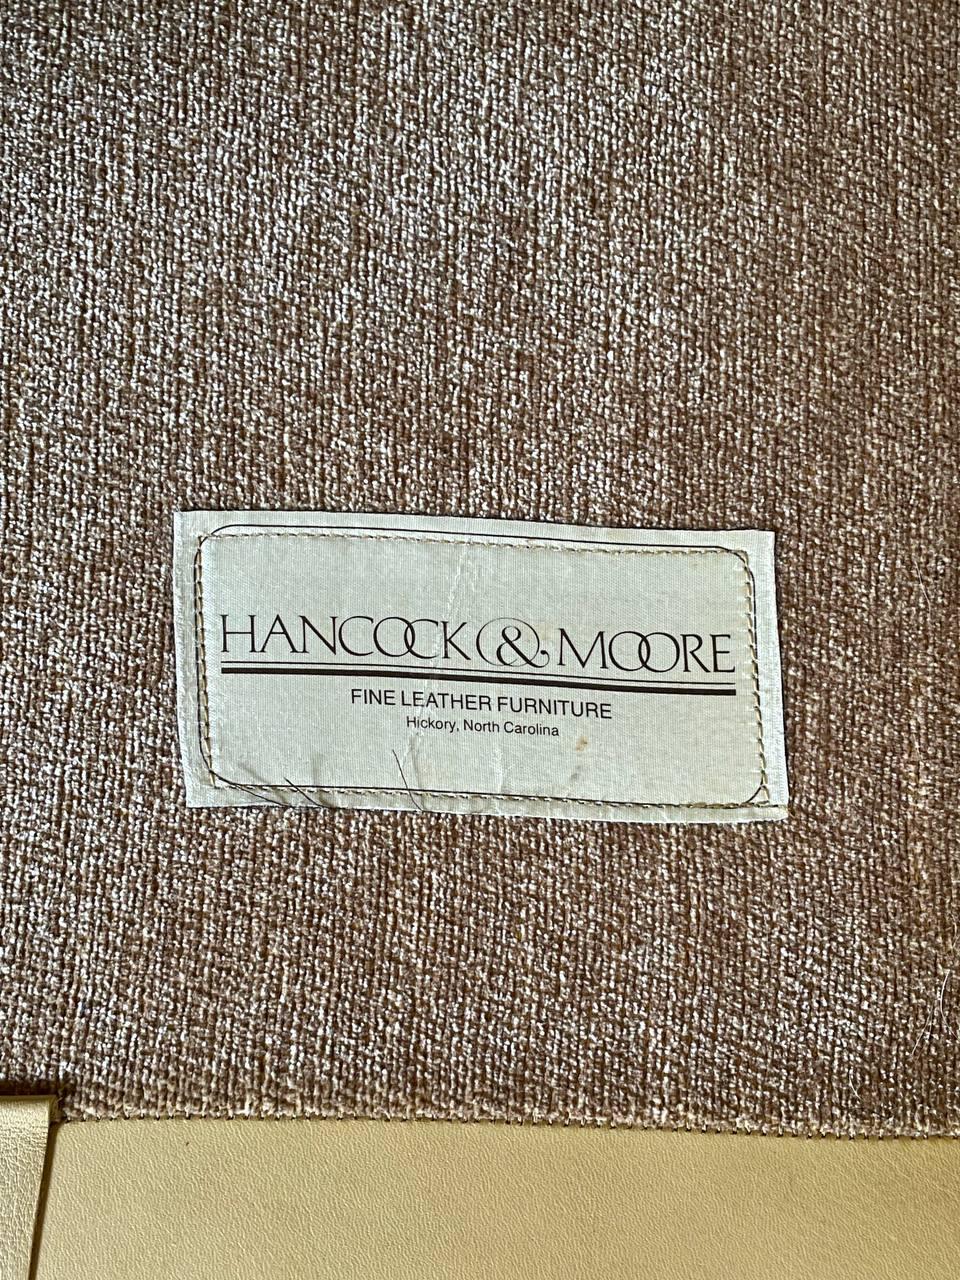 HANCOCK & MOORE
FINE LEATHER FURNITURE
Hickory, North Carolina